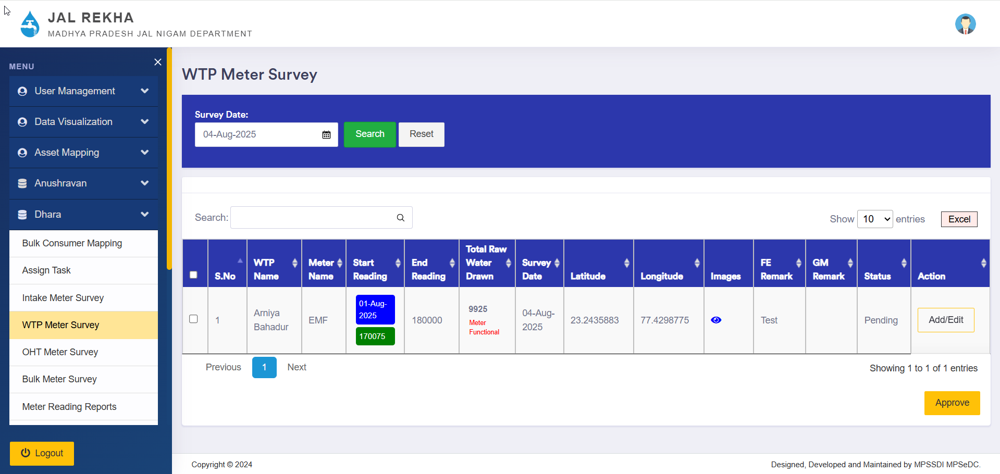 JAL REKHA
MADHYA PRADESH JAL NIGAM DEPARTMENT
MENU
User Management
Data Visualization
Asset Mapping
Anushravan
Dhara
Bulk Consumer Mapping
Assign Task
Intake Meter Survey
WTP Meter Survey
OHT Meter Survey
Bulk Meter Survey
Meter Reading Reports
Logout
WTP Meter Survey
Survey Date:
04-Aug-2025
Search
Reset
Search:
Show 10 entries
Excel
S.No
WTP
Name
Meter
Name
Start
Reading
End
Reading
Total Raw
Water
Drawn
Survey
Date
Latitude
Longitude
Images
FE
Remark
GM
Remark
Status
Action
1
Arniya
Bahadur
EMF
01-Aug-
2025
170075
180000
9925
Meter
Functional
04-Aug-
2025
23.2435883
77.4298775
Test
Pending
Add/Edit
Previous 1 Next
Showing 1 to 1 of 1 entries
Approve
Copyright © 2024
Designed, Developed and Maintained by MPSSDI MPSeDC.